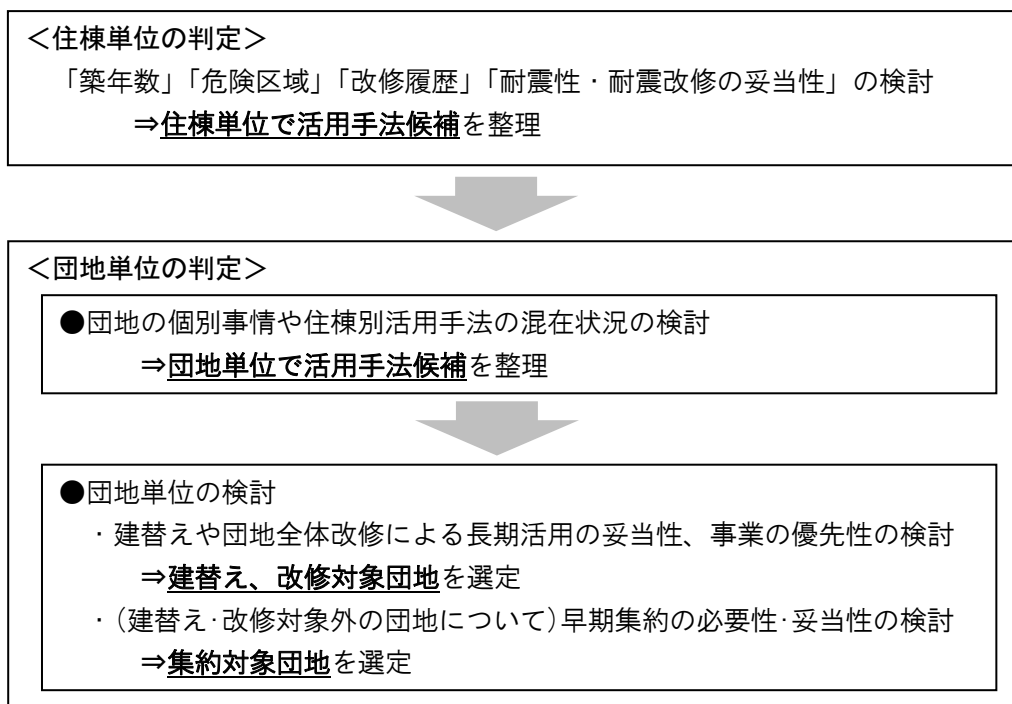 ＜住棟単位の判定＞
「築年数」「危険区域」「改修履歴」「耐震性・耐震改修の妥当性」の検討
⇒住棟単位で活用手法候補を整理
＜団地単位の判定＞
●団地の個別事情や住棟別活用手法の混在状況の検討
⇒団地単位で活用手法候補を整理
●団地単位の検討
・建替えや団地全体改修による長期活用の妥当性、事業の優先性の検討
⇒建替え、改修対象団地を選定
・（建替え・改修対象外の団地について）早期集約の必要性・妥当性の検討
⇒集約対象団地を選定